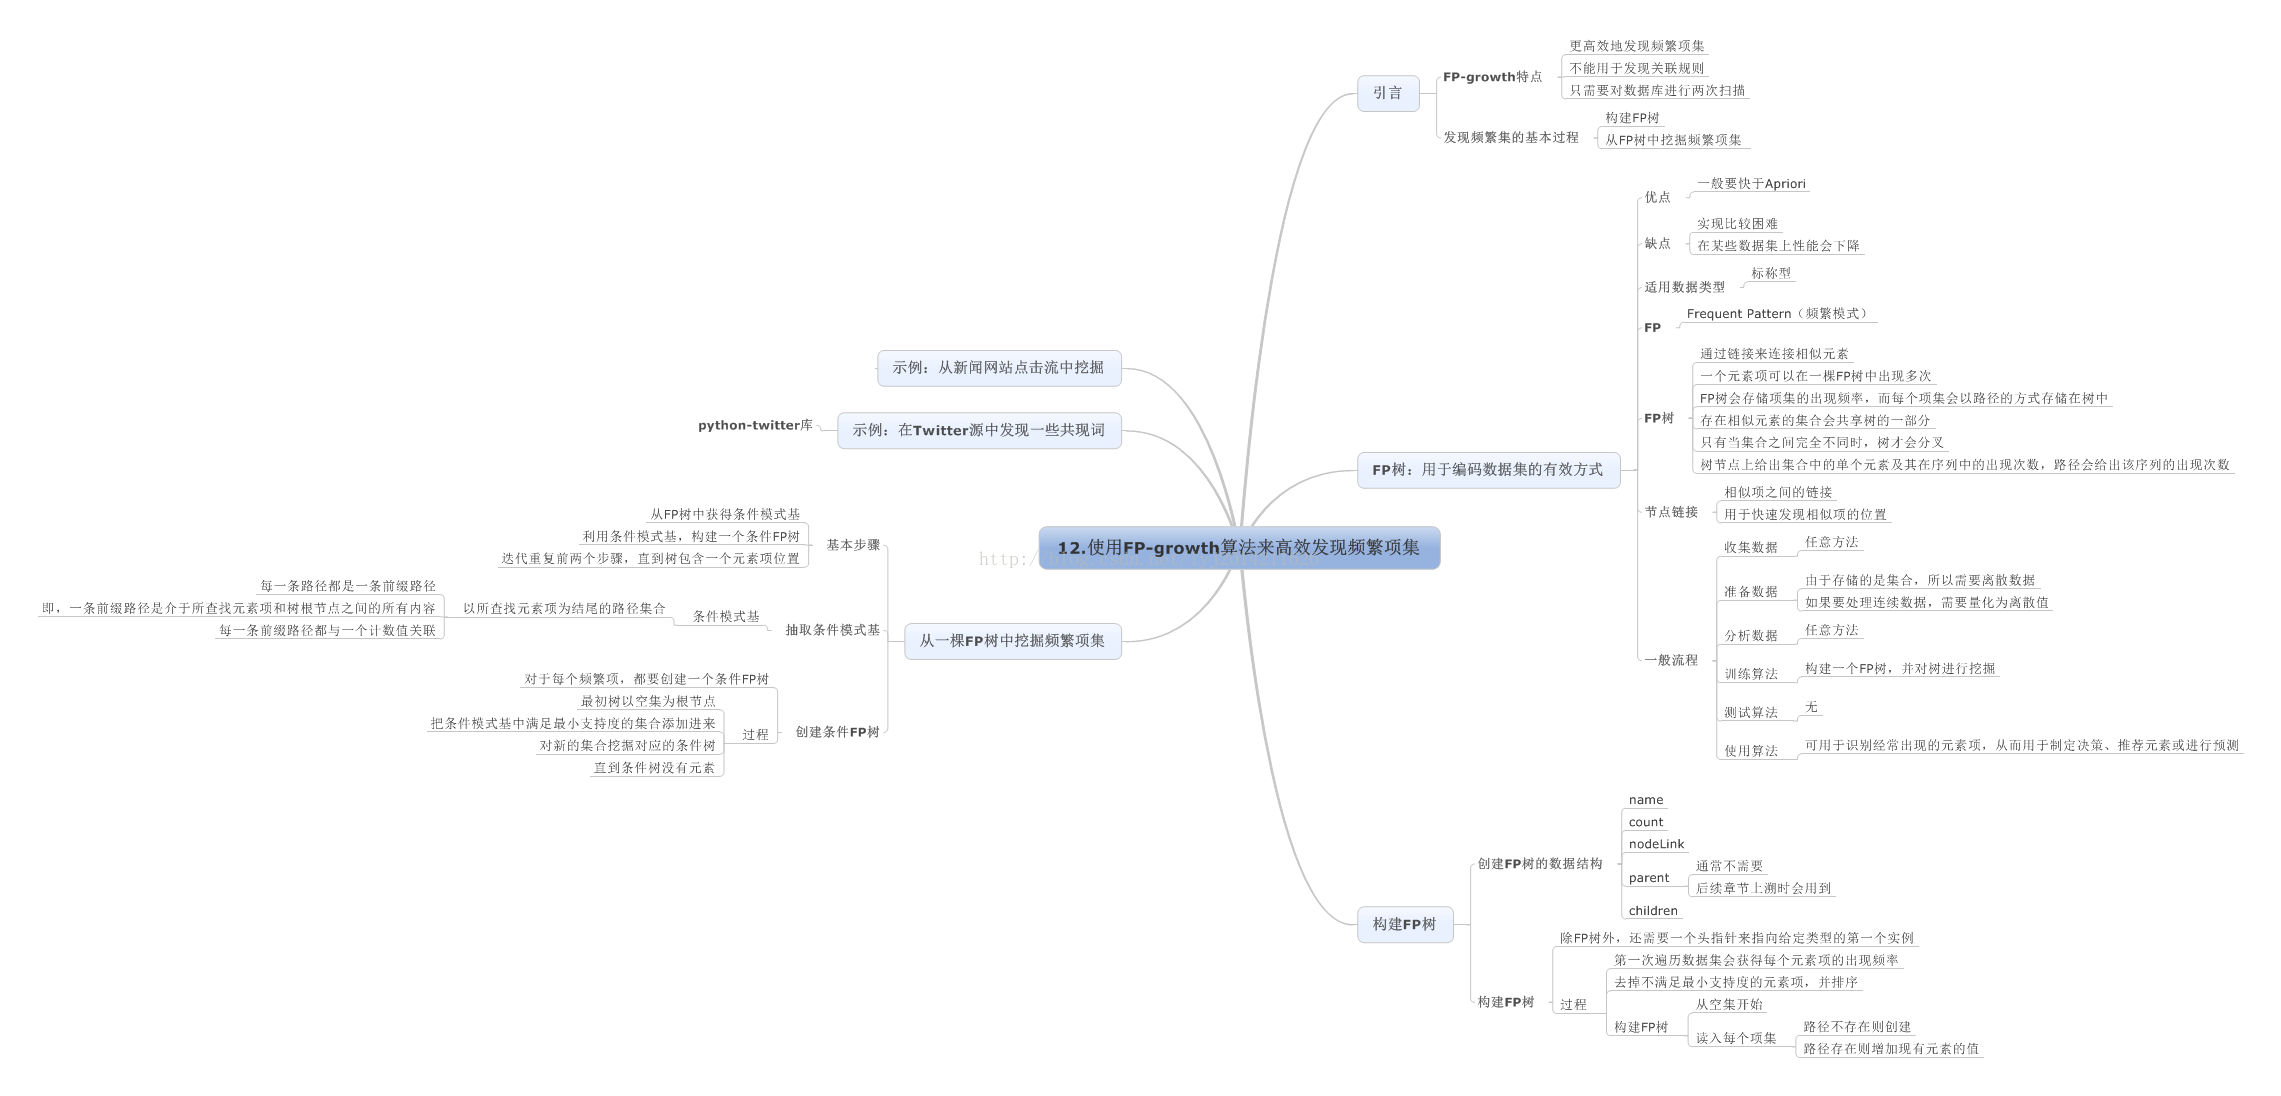 12.使用FP-growth算法来高效发现频繁项集
引言
FP-growth特点
更高效地发现频繁项集
不能用于发现关联规则
只需要对数据库进行两次扫描
发现频繁集的基本过程
构建FP树
从FP树中挖掘频繁项集
FP树：用于编码数据集的有效方式
优点
一般要快于Apriori
缺点
实现比较困难
在某些数据集上性能会下降
适用数据类型
标称型
FP
Frequent Pattern（频繁模式）
FP树
通过链接来连接相似元素
一个元素项可以在一棵FP树中出现多次
FP树会存储项集的出现频率，而每个项集会以路径的方式存储在树中
存在相似元素的集合会共享树的一部分
只有当集合之间完全不同时，树才会分叉
树节点上给出集合中的单个元素及其在序列中的出现次数，路径会给出该序列的出现次数
节点链接
相似项之间的链接
用于快速发现相似项的位置
一般流程
收集数据
任意方法
准备数据
由于存储的是集合，所以需要离散数据
如果要处理连续数据，需要量化为离散值
分析数据
任意方法
训练算法
构建一个FP树，并对树进行挖掘
测试算法
无
使用算法
可用于识别经常出现的元素项，从而用于制定决策、推荐元素或进行预测
构建FP树
创建FP树的数据结构
name
count
nodeLink
parent
通常不需要
后续章节上溯时会用到
children
构建FP树
除FP树外，还需要一个头指针来指向给定类型的第一个实例
过程
第一次遍历数据集会获得每个元素项的出现频率
去掉不满足最小支持度的元素项，并排序
构建FP树
从空集开始
读入每个项集
路径不存在则创建
路径存在则增加现有元素的值
示例：从新闻网站点击流中挖掘
示例：在Twitter源中发现一些共现词
python-twitter库
从一棵FP树中挖掘频繁项集
基本步骤
从FP树中获得条件模式基
利用条件模式基，构建一个条件FP树
迭代重复前两个步骤，直到树包含一个元素项位置
抽取条件模式基
条件模式基
以所查找元素项为结尾的路径集合
每一条路径都是一条前缀路径
即，一条前缀路径是介于所查找元素项和树根节点之间的所有内容
每一条前缀路径都与一个计数值关联
创建条件FP树
对于每个频繁项，都要创建一个条件FP树
过程
最初树以空集为根节点
把条件模式基中满足最小支持度的集合添加进来
对新的集合挖掘对应的条件树
直到条件树没有元素